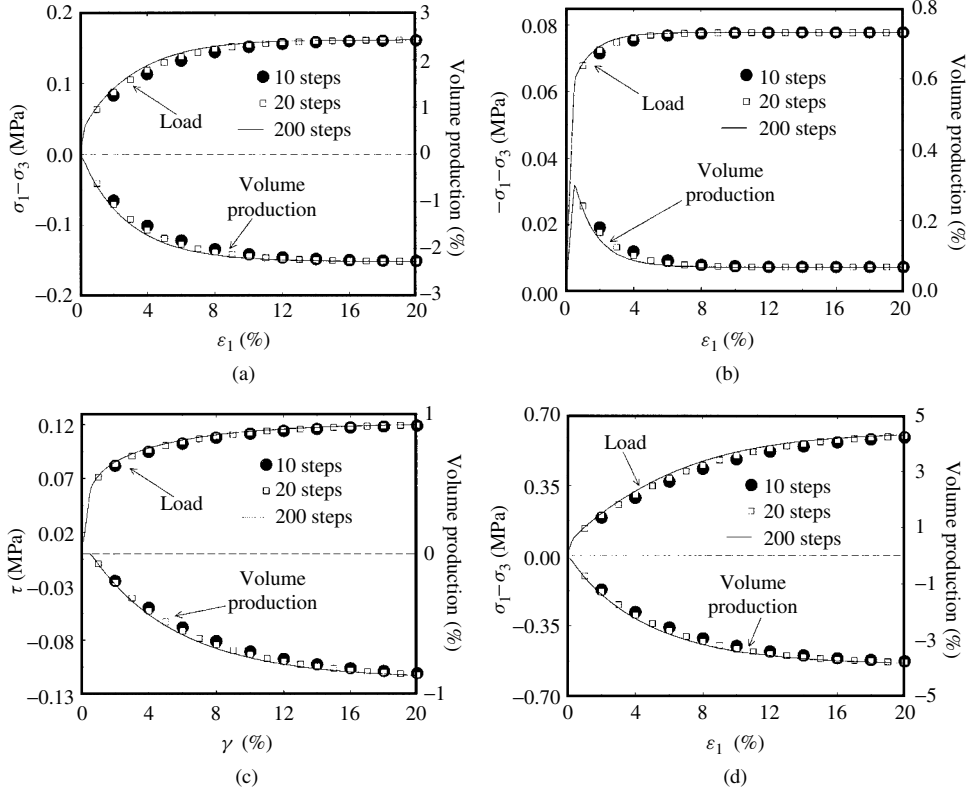 0.2
0.1
0.0
−0.1
−0.2
σ1−σ3 (MPa)
3
2
1
0
−1
−2
−3
Volume production (%)
10 steps
20 steps
200 steps
Load
Volume
production
0 4 8 12 16 20
ε1 (%)
(a)
0.08
0.06
0.04
0.02
0.00
−σ1−σ3 (MPa)
0.8
0.6
0.4
0.2
0.0
Volume production (%)
10 steps
20 steps
200 steps
Load
Volume
production
0 4 8 12 16 20
ε1 (%)
(b)
0.12
0.07
0.02
−0.03
−0.08
−0.13
τ (MPa)
1
0
−1
Volume production (%)
10 steps
20 steps
200 steps
Load
Volume
production
0 4 8 12 16 20
γ (%)
(c)
0.70
0.35
0.00
−0.35
−0.70
σ1−σ3 (MPa)
5
3
1
−1
−3
−5
Volume production (%)
Load
10 steps
20 steps
200 steps
Volume
production
0 4 8 12 16 20
ε1 (%)
(d)